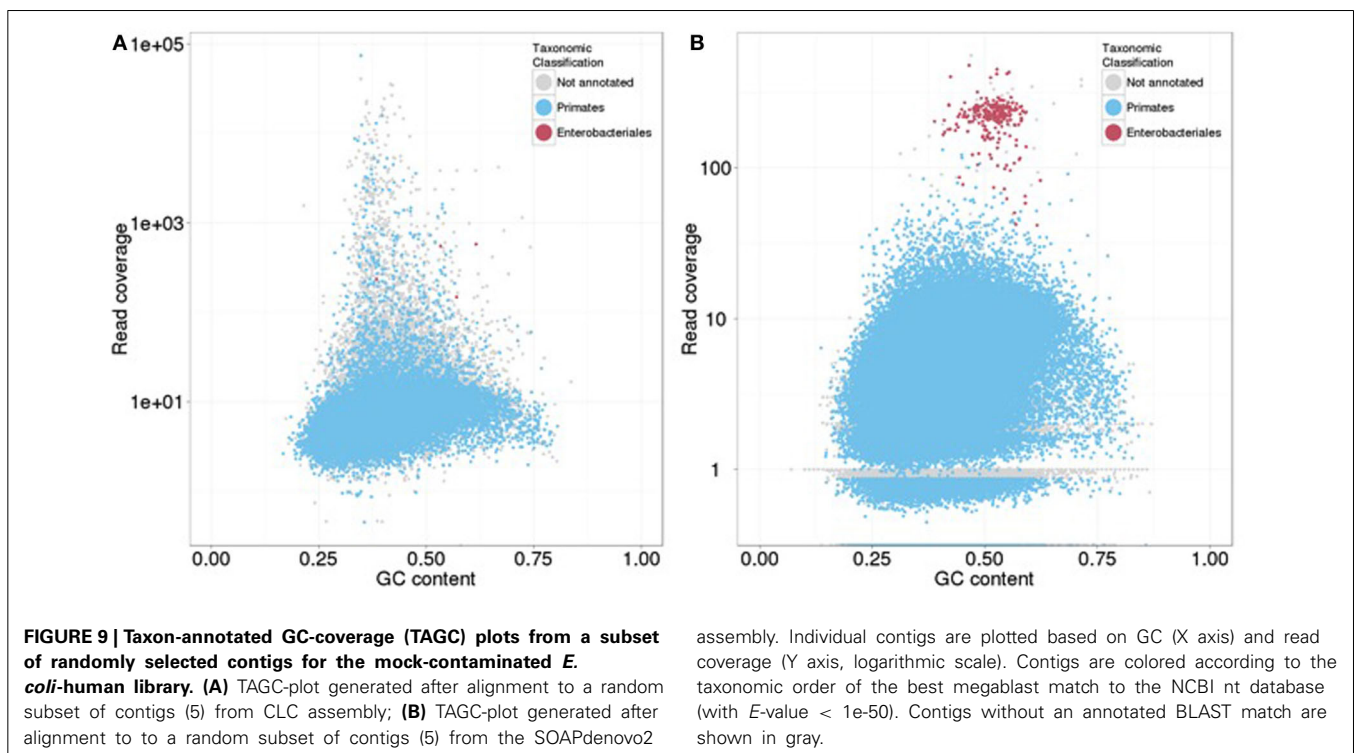 A
1e+05
1e+03
1e+01
Read coverage
0.00 0.25 0.50 0.75 1.00
GC content
Taxonomic
Classification
Not annotated
Primates
Enterobacteriales
B
100
10
1
Read coverage
0.00 0.25 0.50 0.75 1.00
GC content
Taxonomic
Classification
Not annotated
Primates
Enterobacteriales
FIGURE 9 | Taxon-annotated GC-coverage (TAGC) plots from a subset
of randomly selected contigs for the mock-contaminated E.
coli-human library. (A) TAGC-plot generated after alignment to a random
subset of contigs (5) from CLC assembly; (B) TAGC-plot generated after
alignment to to a random subset of contigs (5) from the SOAPdenovo2
assembly. Individual contigs are plotted based on GC (X axis) and read
coverage (Y axis, logarithmic scale). Contigs are colored according to the
taxonomic order of the best megablast match to the NCBI nt database
(with E-value < 1e-50). Contigs without an annotated BLAST match are
shown in gray.